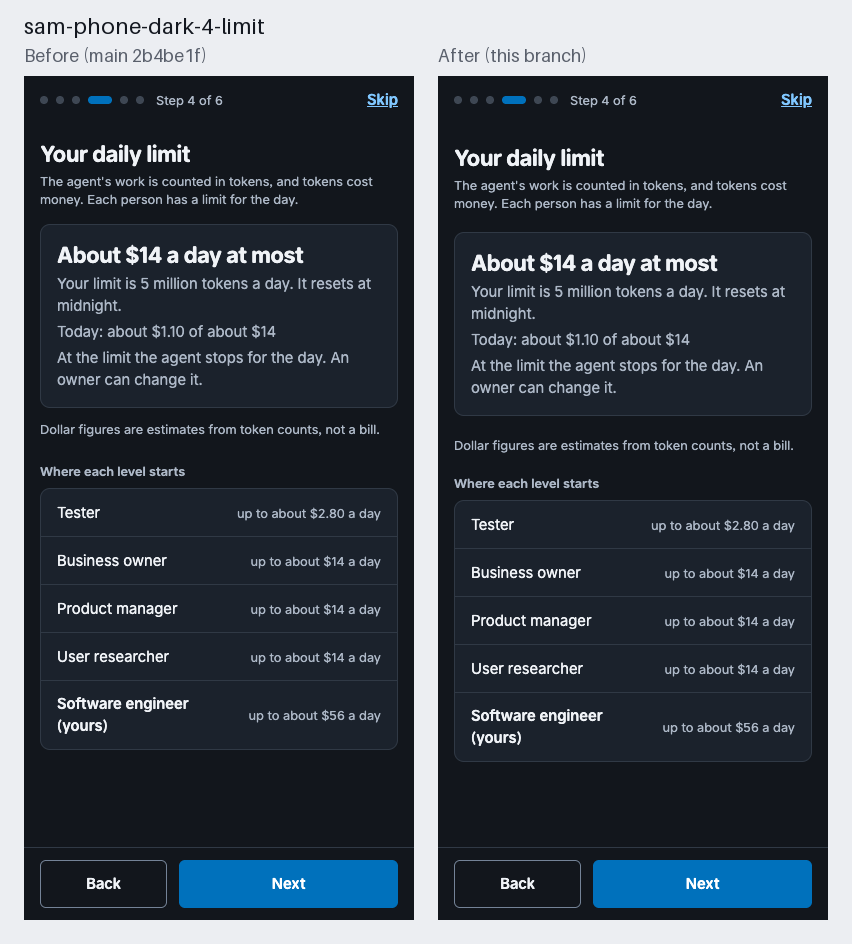 sam-phone-dark-4-limit
Before (main 2b4be1f)
Step 4 of 6
Skip
Your daily limit
The agent's work is counted in tokens, and tokens cost
money. Each person has a limit for the day.
About $14 a day at most
Your limit is 5 million tokens a day. It resets at
midnight.
Today: about $1.10 of about $14
At the limit the agent stops for the day. An
owner can change it.
Dollar figures are estimates from token counts, not a bill.
Where each level starts
Tester up to about $2.80 a day
Business owner up to about $14 a day
Product manager up to about $14 a day
User researcher up to about $14 a day
Software engineer
(yours)
up to about $56 a day
Back
Next
After (this branch)
Step 4 of 6
Skip
Your daily limit
The agent's work is counted in tokens, and tokens cost
money. Each person has a limit for the day.
About $14 a day at most
Your limit is 5 million tokens a day. It resets at
midnight.
Today: about $1.10 of about $14
At the limit the agent stops for the day. An
owner can change it.
Dollar figures are estimates from token counts, not a bill.
Where each level starts
Tester up to about $2.80 a day
Business owner up to about $14 a day
Product manager up to about $14 a day
User researcher up to about $14 a day
Software engineer
(yours)
up to about $56 a day
Back
Next